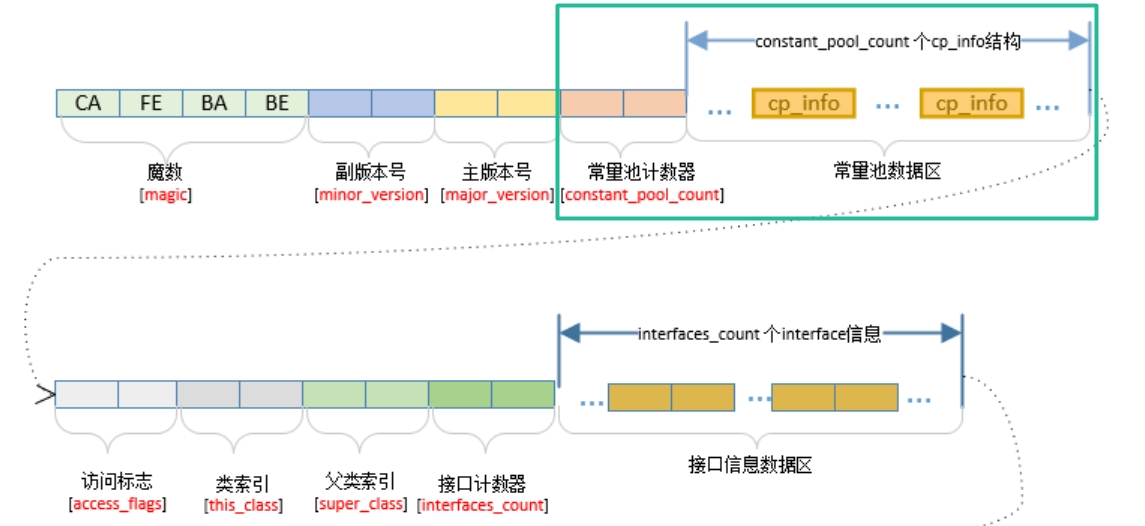 constant_pool_count 个cp_info结构
CA FE BA BE
... cp_info ... cp_info ...
魔数 副版本号 主版本号 常量池计数器 常量池数据区
[magic] [minor_version] [major_version] [constant_pool_count]
interfaces_count 个interface信息
... ... ...
访问标志 类索引 父类索引 接口计数器 接口信息数据区
[access_flags] [this_class] [super_class] [interfaces_count]